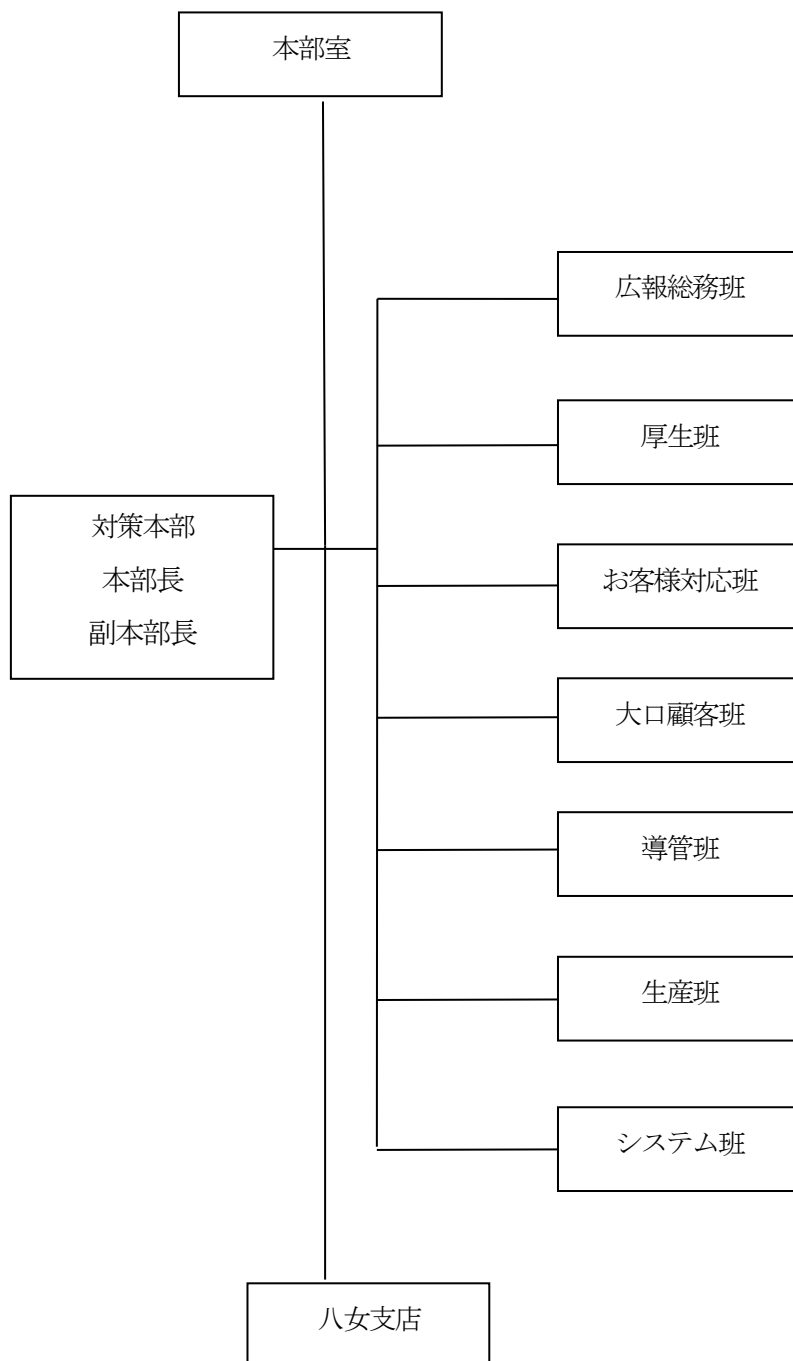 本部室
広報総務班
厚生班
対策本部
本部長
副本部長
お客様対応班
大口顧客班
導管班
生産班
システム班
八女支店